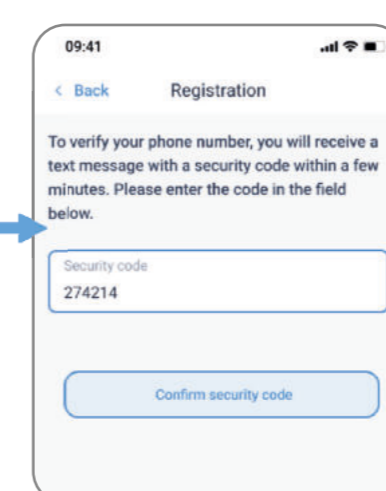 09:41
< Back Registration
To verify your phone number, you will receive a
text message with a security code within a few
minutes. Please enter the code in the field
below.
Security code
274214
Confirm security code